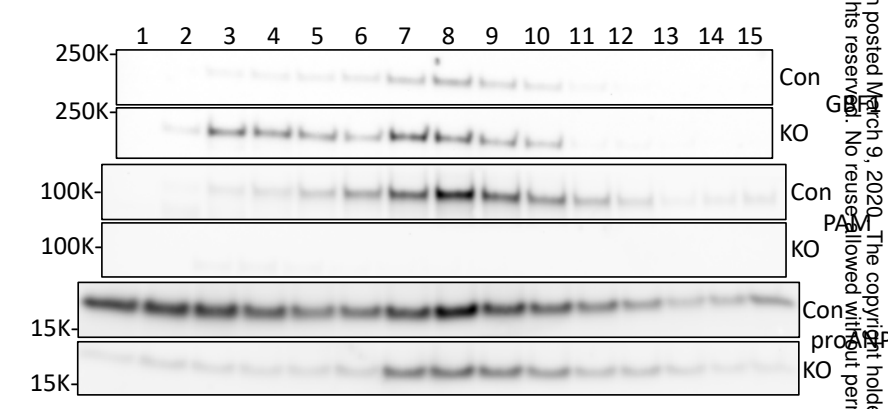 1 2 3 4 5 6 7 8 9 10 11 12 13 14 15
250K- Con
GBF1
250K- KO
100K- Con
PAM
100K- KO
Con
15K-
proANP
KO
15K-
n posted March 9, 2020. The copyright holde
hts reserved. No reuse allowed without perm